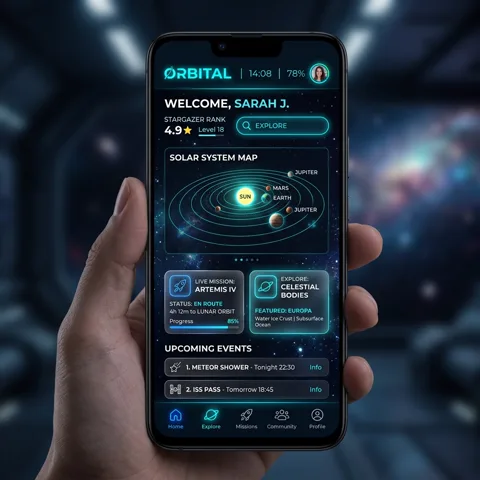 ØRBITAL | 14:08 | 78%
WELCOME, SARAH J.
STARGAZER RANK
4.9 Level 18
EXPLORE
SOLAR SYSTEM MAP
JUPITER
MARS
SUN
EARTH
JUPITER
LIVE MISSION:
ARTEMIS IV
STATUS: EN ROUTE
4h 12m to LUNAR ORBIT
Progress 85%
EXPLORE:
CELESTIAL
BODIES
FEATURED: EUROPA
Water Ice Crust | Subsurface
Ocean
UPCOMING EVENTS
1. METEOR SHOWER - Tonight 22:30 Info
2. ISS PASS - Tomorrow 18:45 Info
Home Explore Missions Community Profile